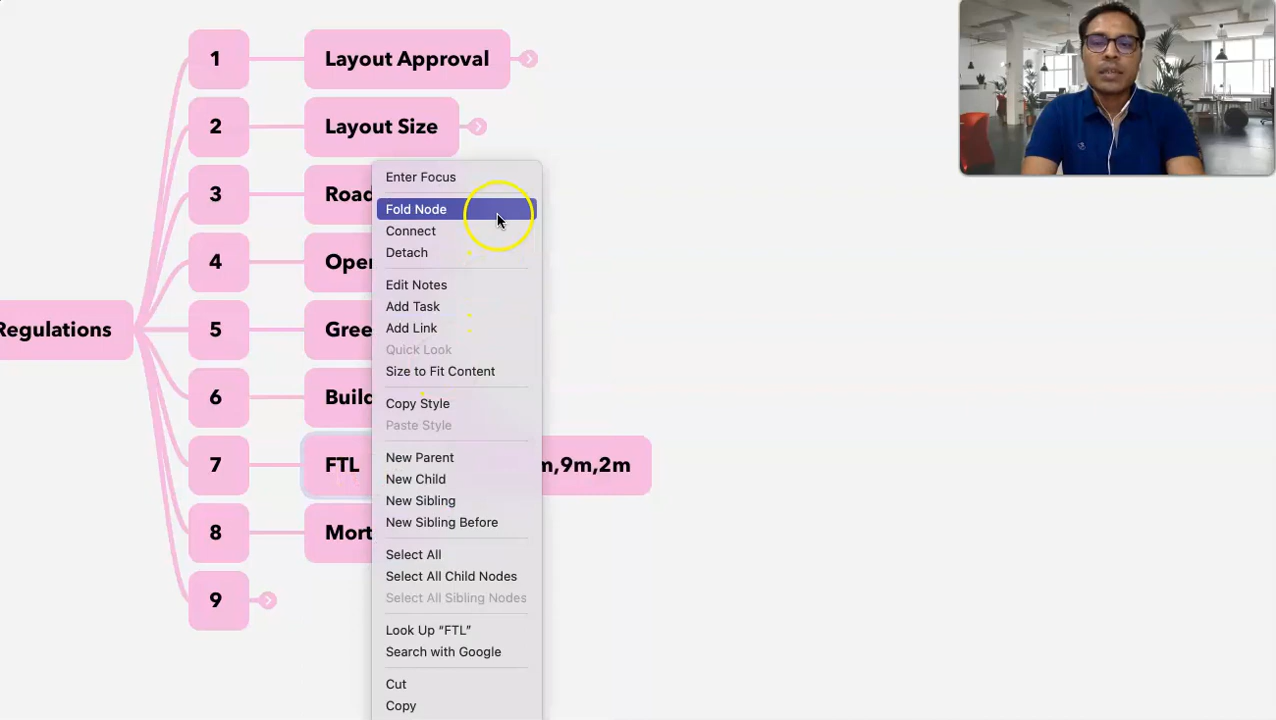 1 Layout Approval
2 Layout Size
3 Road
4 Oper
5 Gree
6 Build
7 FTL m,9m,2m
8 Mort
9
Regulations
Enter Focus
Fold Node
Connect
Detach
Edit Notes
Add Task
Add Link
Quick Look
Size to Fit Content
Copy Style
Paste Style
New Parent
New Child
New Sibling
New Sibling Before
Select All
Select All Child Nodes
Select All Sibling Nodes
Look Up “FTL”
Search with Google
Cut
Copy